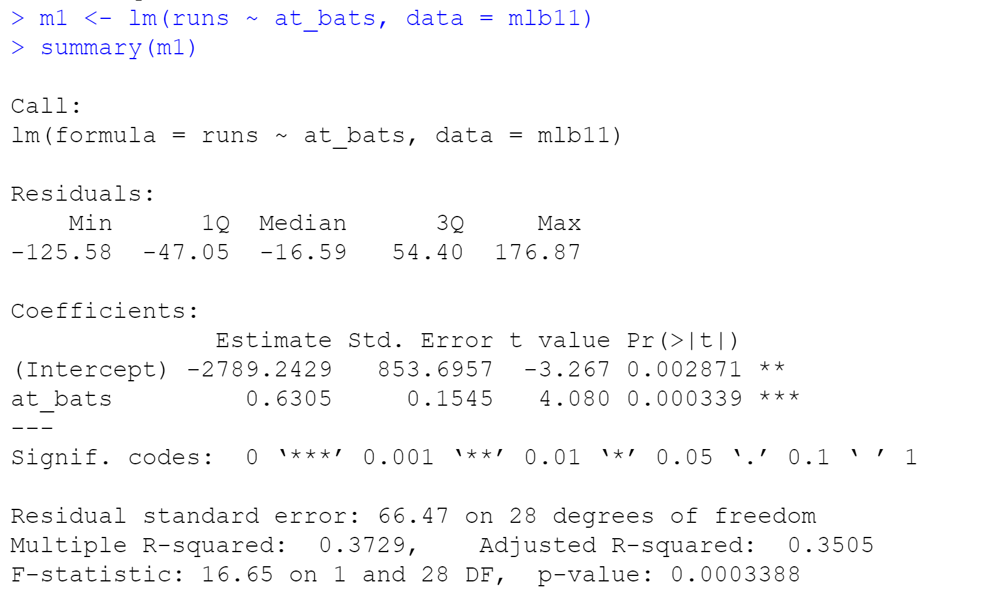 > m1 <- lm(runs ~ at_bats, data = mlb11)
> summary(m1)
Call:
lm(formula = runs ~ at_bats, data = mlb11)
Residuals:
    Min      1Q  Median      3Q     Max
-125.58  -47.05  -16.59   54.40  176.87
Coefficients:
              Estimate Std. Error t value Pr(>|t|)
(Intercept) -2789.2429   853.6957  -3.267 0.002871 **
at_bats         0.6305     0.1545   4.080 0.000339 ***
---
Signif. codes:  0 ‘***’ 0.001 ‘**’ 0.01 ‘*’ 0.05 ‘.’ 0.1 ‘ ’ 1
Residual standard error: 66.47 on 28 degrees of freedom
Multiple R-squared:  0.3729,    Adjusted R-squared:  0.3505
F-statistic: 16.65 on 1 and 28 DF,  p-value: 0.0003388